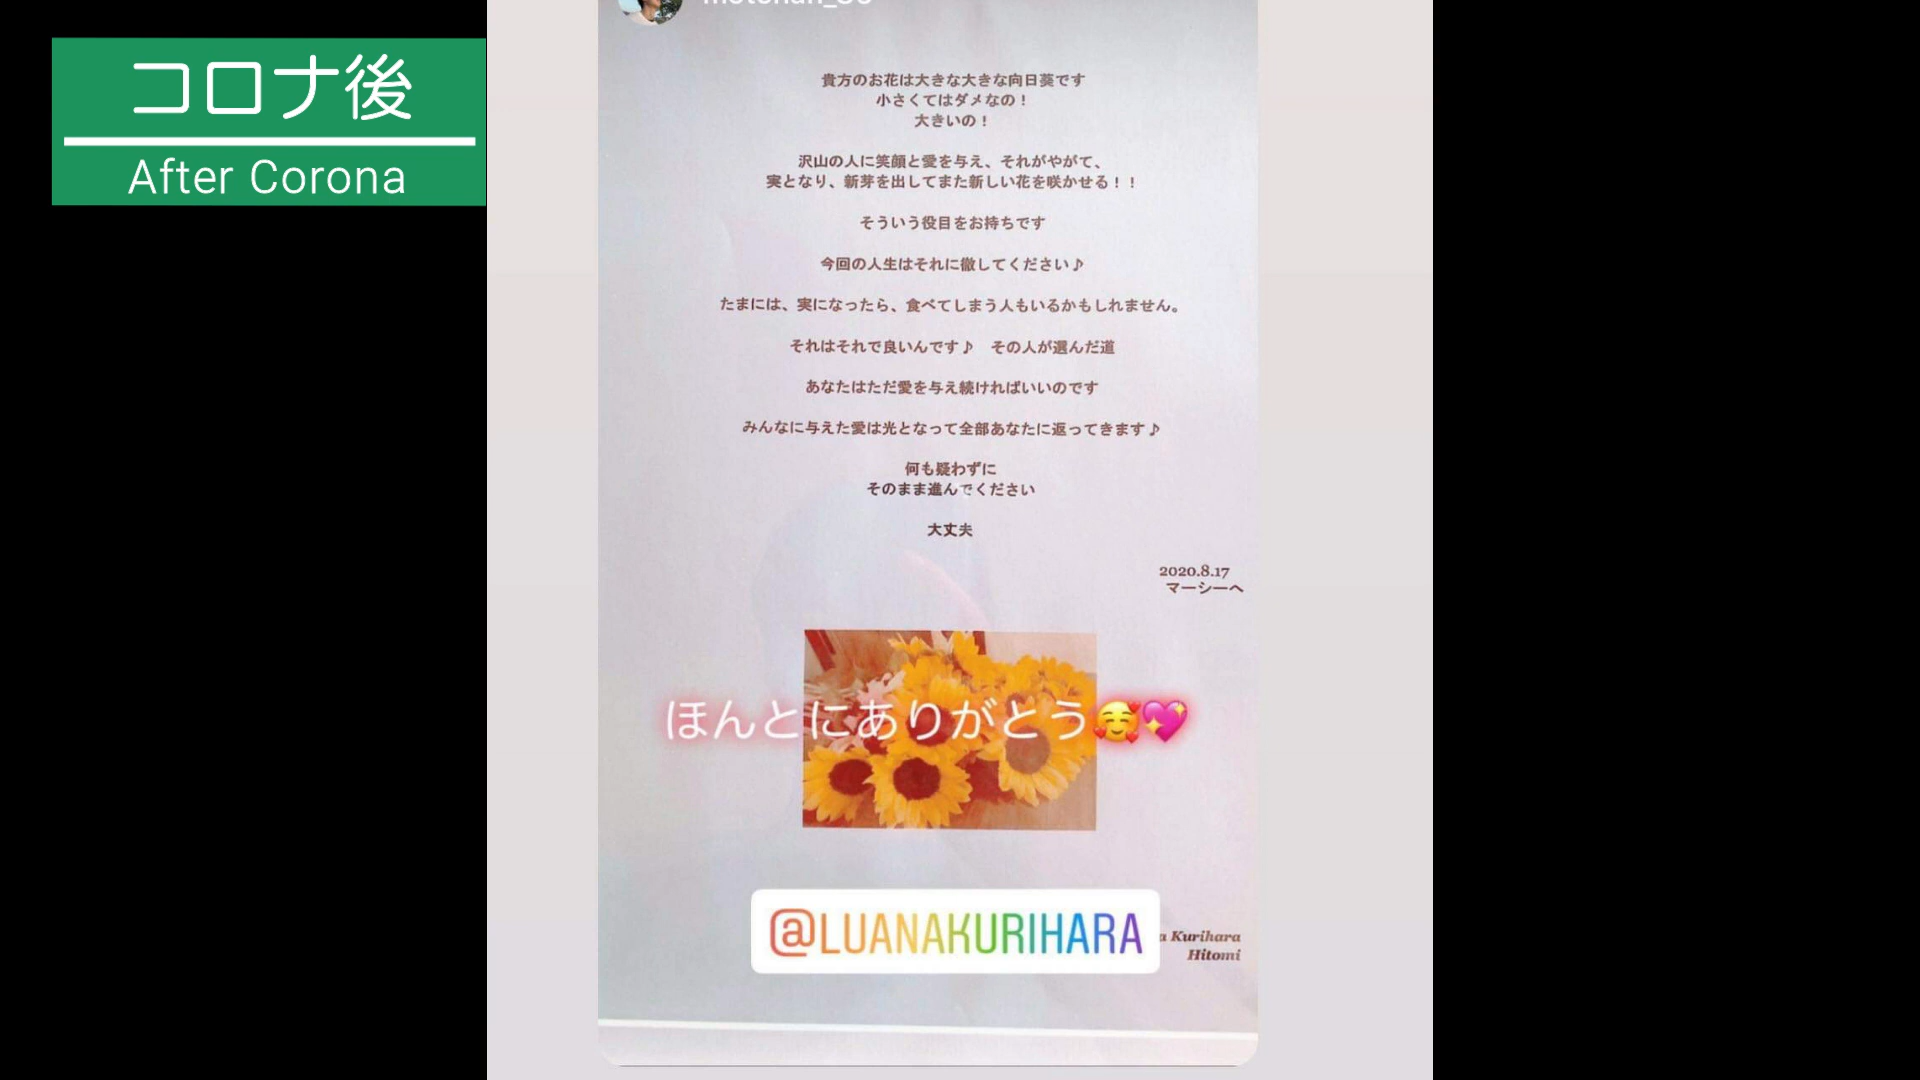 コロナ後
After Corona
貴方のお花は大きな大きな向日葵です
小さくてはダメなの！
大きいの！
沢山の人に笑顔と愛を与え、それがやがて、
実となり、新芽を出してまた新しい花を咲かせる！！
そういう役目をお持ちです
今回の人生はそれに徹してください♪
たまには、実になったら、食べてしまう人もいるかもしれません。
それはそれで良いんです♪　その人が選んだ道
あなたはただ愛を与え続ければいいのです
みんなに与えた愛は光となって全部あなたに返ってきます♪
何も疑わずに
そのまま進んでください
大丈夫
2020.8.17
マーシーへ
ほんとにありがとう🥰💖
@LUANAKURIHARA
a Kurihara
Hitomi